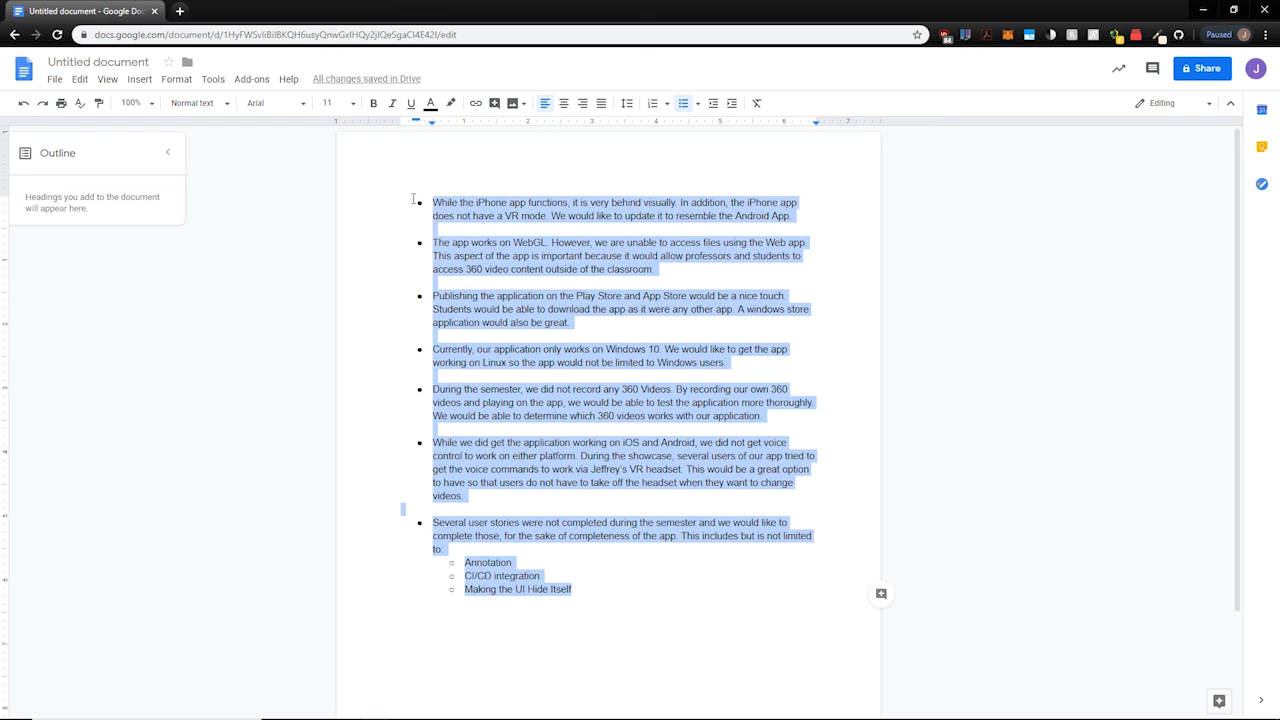 Untitled document - Google Doc
docs.google.com/document/d/1HyFWSvliBilBKQH6usyQnwGxIHQy2jlQeSgaCl4E42I/edit
Paused
J
Untitled document
File Edit View Insert Format Tools Add-ons Help All changes saved in Drive
Share
J
100% Normal text Arial 11 B I U A Editing
1 1 2 3 4 5 6 7
Outline
Headings you add to the document
will appear here.
While the iPhone app functions, it is very behind visually. In addition, the iPhone app
does not have a VR mode. We would like to update it to resemble the Android App.
The app works on WebGL. However, we are unable to access files using the Web app.
This aspect of the app is important because it would allow professors and students to
access 360 video content outside of the classroom.
Publishing the application on the Play Store and App Store would be a nice touch.
Students would be able to download the app as it were any other app. A windows store
application would also be great.
Currently, our application only works on Windows 10. We would like to get the app
working on Linux so the app would not be limited to Windows users.
During the semester, we did not record any 360 Videos. By recording our own 360
videos and playing on the app, we would be able to test the application more thoroughly.
We would be able to determine which 360 videos works with our application.
While we did get the application working on iOS and Android, we did not get voice
control to work on either platform. During the showcase, several users of our app tried to
get the voice commands to work via Jeffrey's VR headset. This would be a great option
to have so that users do not have to take off the headset when they want to change
videos.
Several user stories were not completed during the semester and we would like to
complete those, for the sake of completeness of the app. This includes but is not limited
to:
Annotation
CI/CD integration
Making the UI Hide Itself